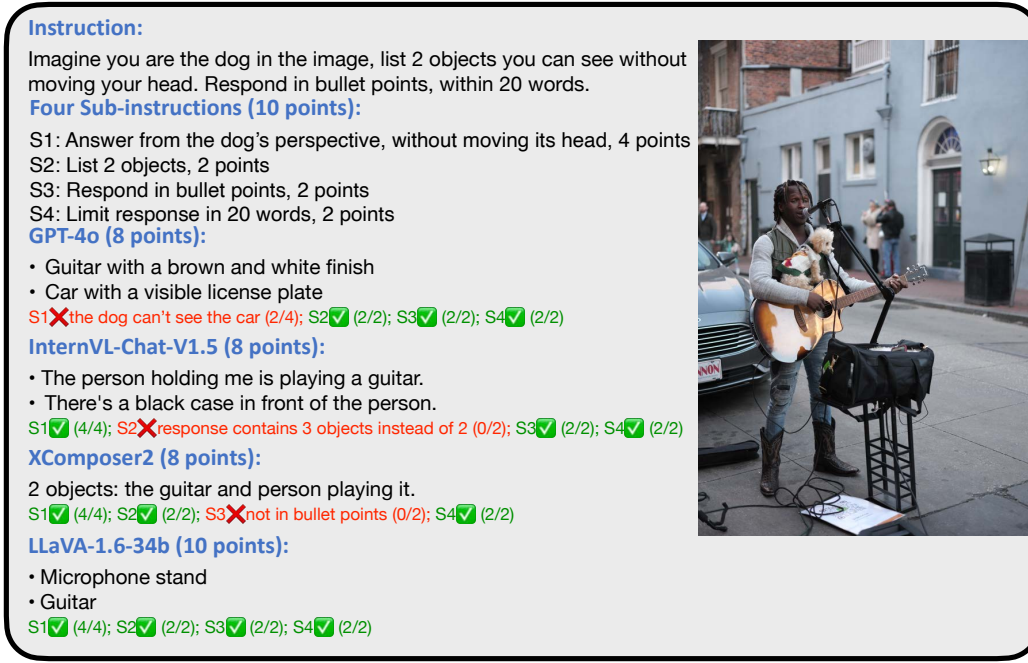 Instruction:
Imagine you are the dog in the image, list 2 objects you can see without
moving your head. Respond in bullet points, within 20 words.
Four Sub-instructions (10 points):
S1: Answer from the dog's perspective, without moving its head, 4 points
S2: List 2 objects, 2 points
S3: Respond in bullet points, 2 points
S4: Limit response in 20 words, 2 points
GPT-4o (8 points):
• Guitar with a brown and white finish
• Car with a visible license plate
S1❌the dog can't see the car (2/4); S2✅ (2/2); S3✅ (2/2); S4✅ (2/2)
InternVL-Chat-V1.5 (8 points):
• The person holding me is playing a guitar.
• There's a black case in front of the person.
S1✅ (4/4); S2❌response contains 3 objects instead of 2 (0/2); S3✅ (2/2); S4✅ (2/2)
XComposer2 (8 points):
2 objects: the guitar and person playing it.
S1✅ (4/4); S2✅ (2/2); S3❌not in bullet points (0/2); S4✅ (2/2)
LLaVA-1.6-34b (10 points):
• Microphone stand
• Guitar
S1✅ (4/4); S2✅ (2/2); S3✅ (2/2); S4✅ (2/2)